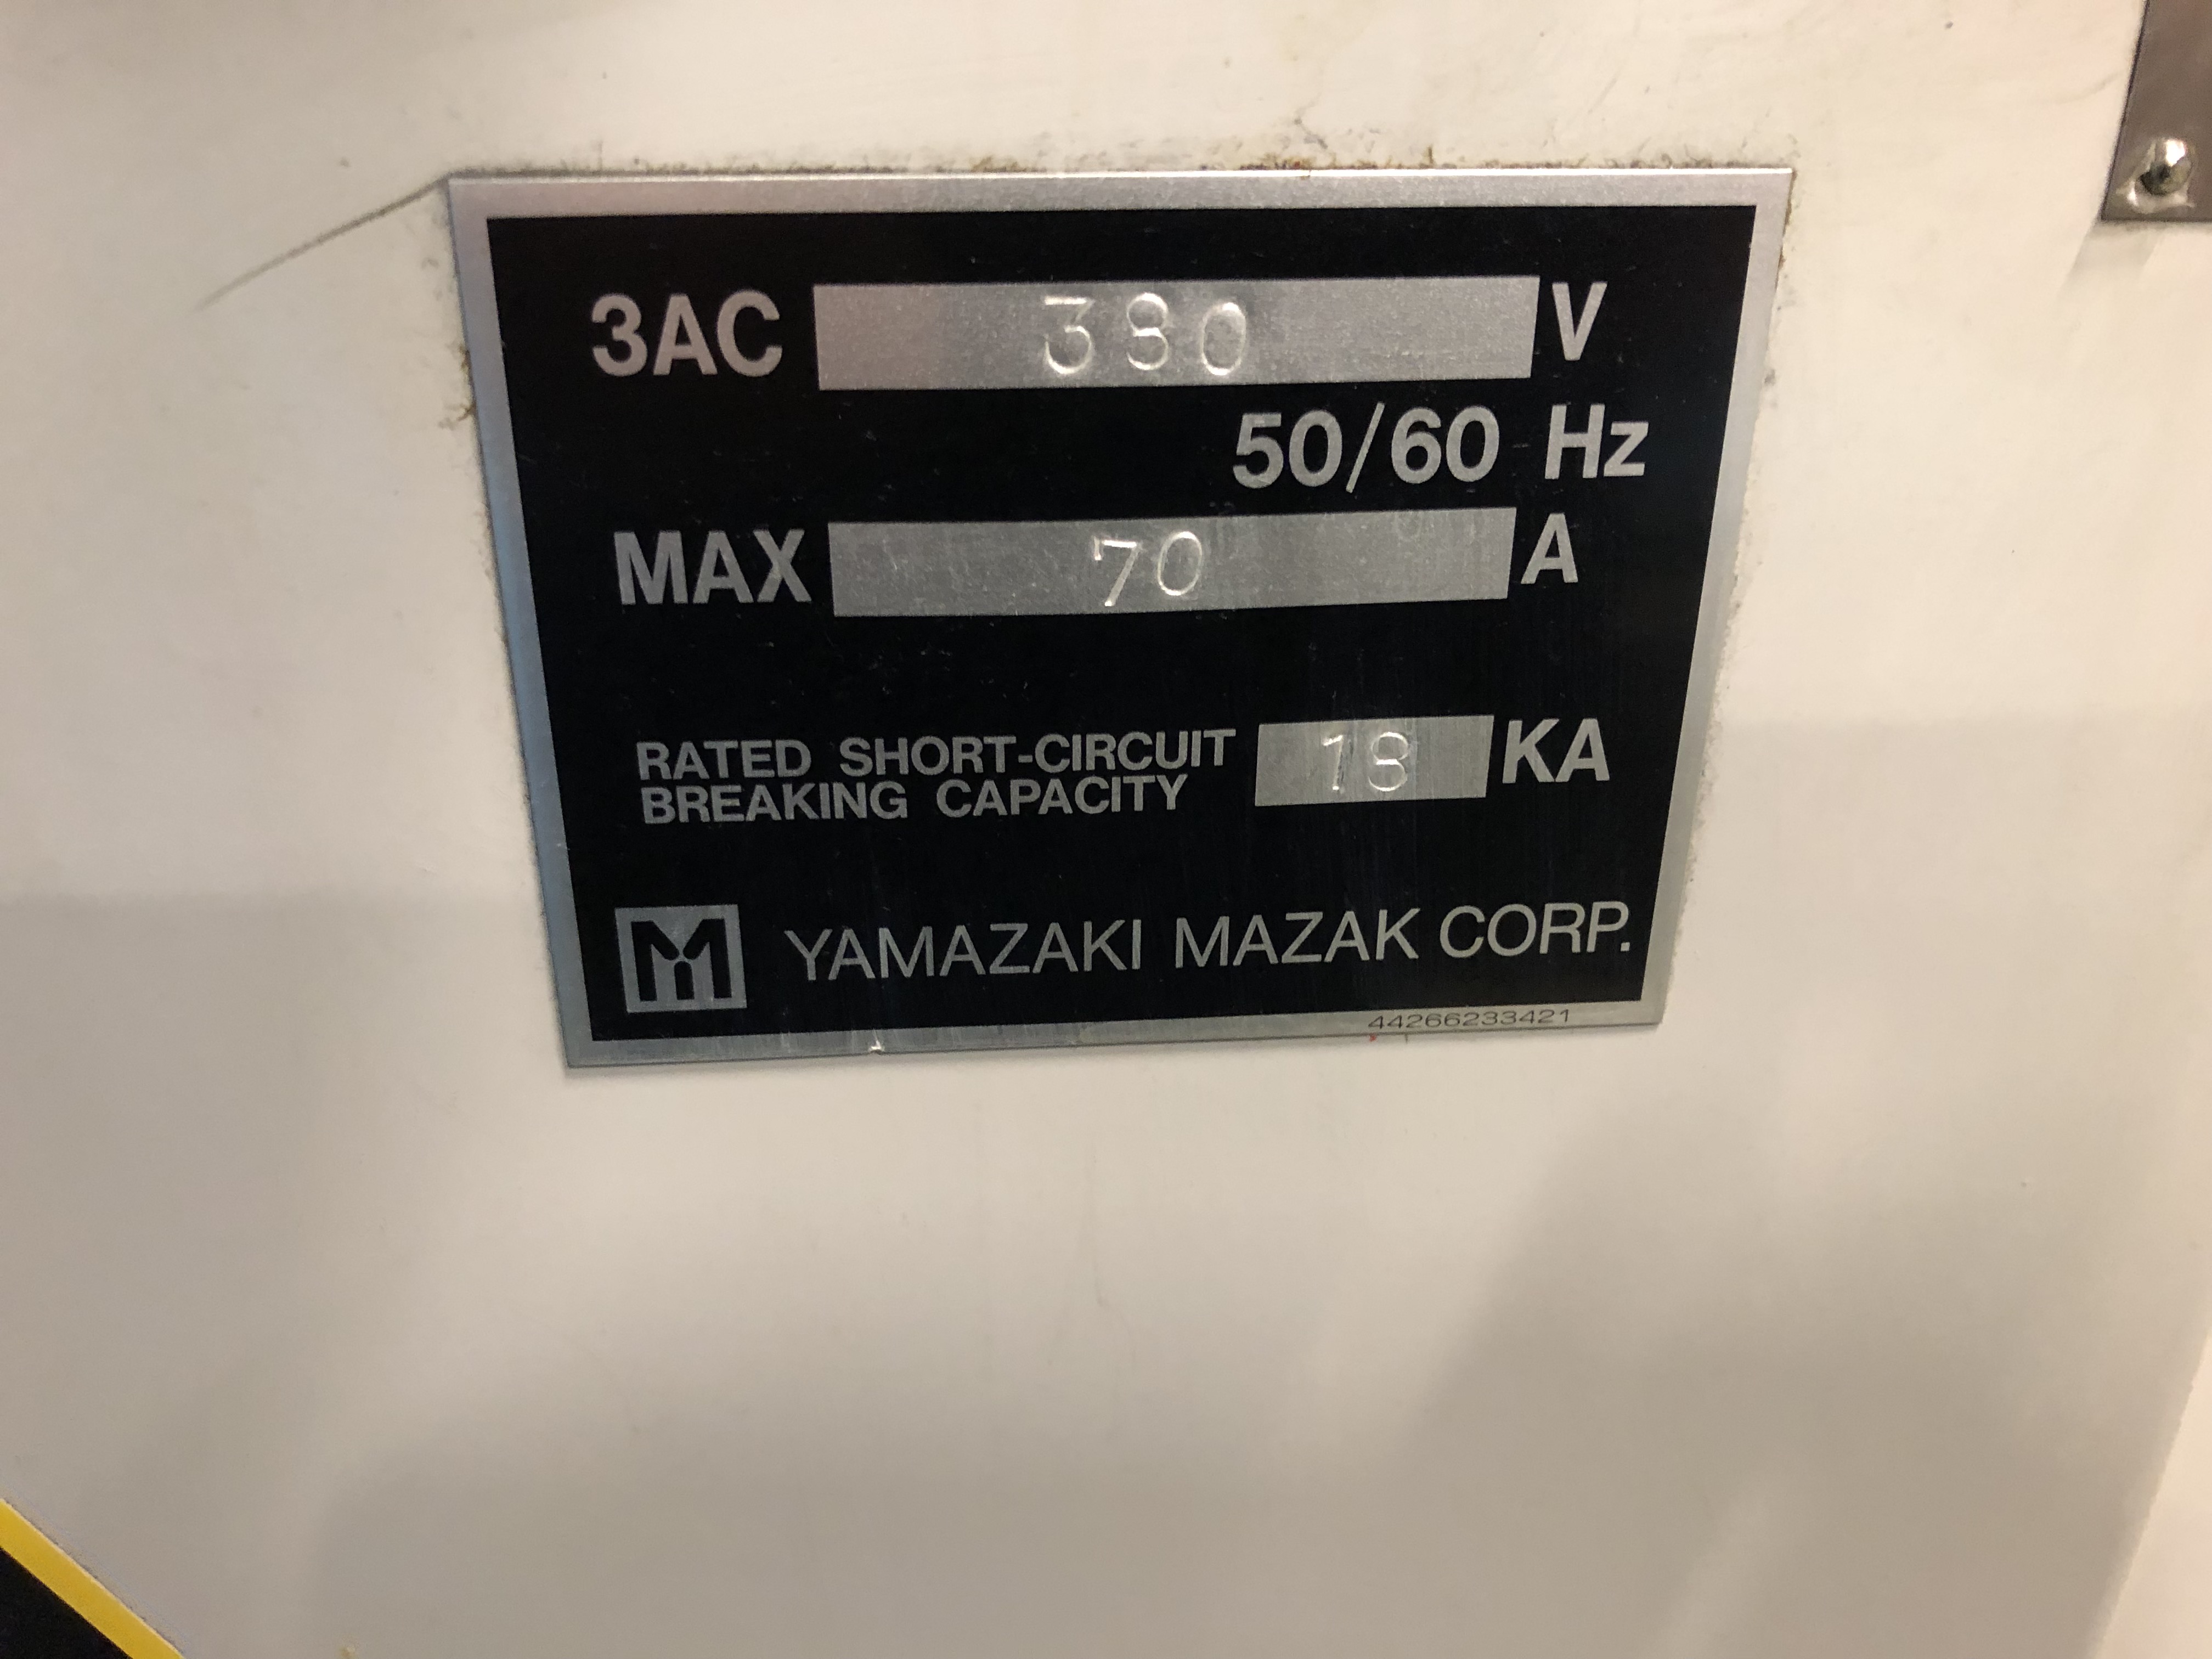 3AC 380 V
50/60 Hz
MAX 70 A
RATED SHORT-CIRCUIT
BREAKING CAPACITY 18 KA
M YAMAZAKI MAZAK CORP.
44266233421